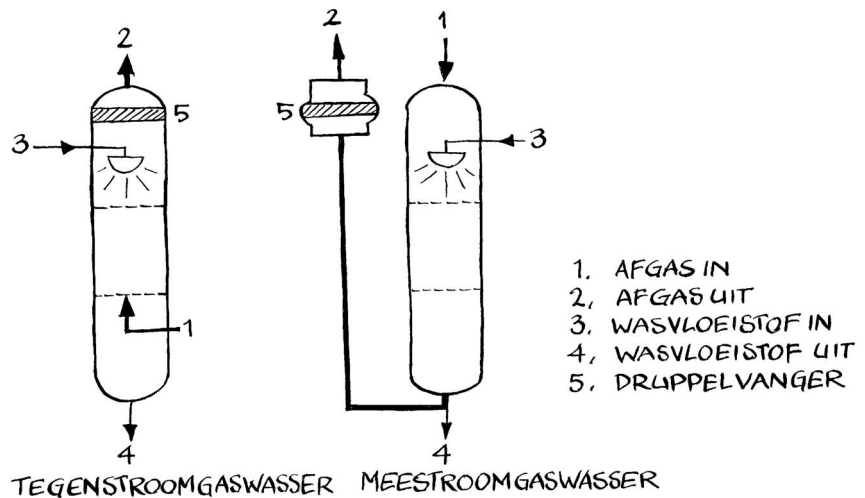 2
5
3
1
4
TEGENSTROOMGASWASSER
2
1
5
3
4
MEESTROOMGASWASSER
1. AFGAS IN
2, AFGAS UIT
3. WASVLOEISTOF IN
4, WASVLOEISTOF UIT
5. DRUPPELVANGER